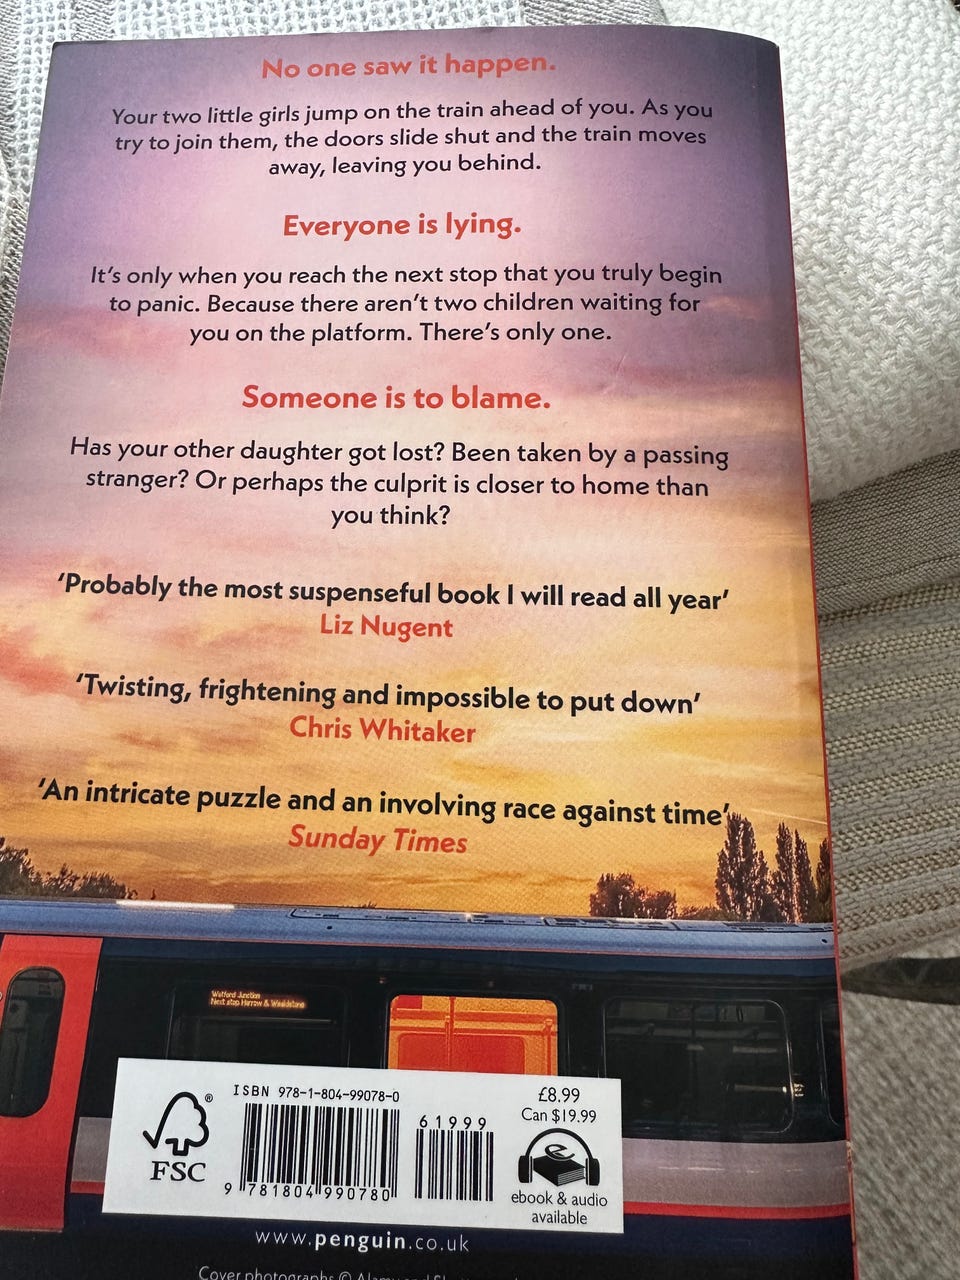 No one saw it happen.
Your two little girls jump on the train ahead of you. As you
try to join them, the doors slide shut and the train moves
away, leaving you behind.
Everyone is lying.
It's only when you reach the next stop that you truly begin
to panic. Because there aren't two children waiting for
you on the platform. There's only one.
Someone is to blame.
Has your other daughter got lost? Been taken by a passing
stranger? Or perhaps the culprit is closer to home than
you think?
'Probably the most suspenseful book I will read all year'
Liz Nugent
'Twisting, frightening and impossible to put down'
Chris Whitaker
'An intricate puzzle and an involving race against time'
Sunday Times
Watford Junction
Next stop Harrow & Wealdstone
ISBN 978-1-804-99078-0
61999
9 781804 990780
® FSC
£8.99
Can $19.99
e
ebook & audio
available
www.penguin.co.uk
Cover photographs © Alamy and